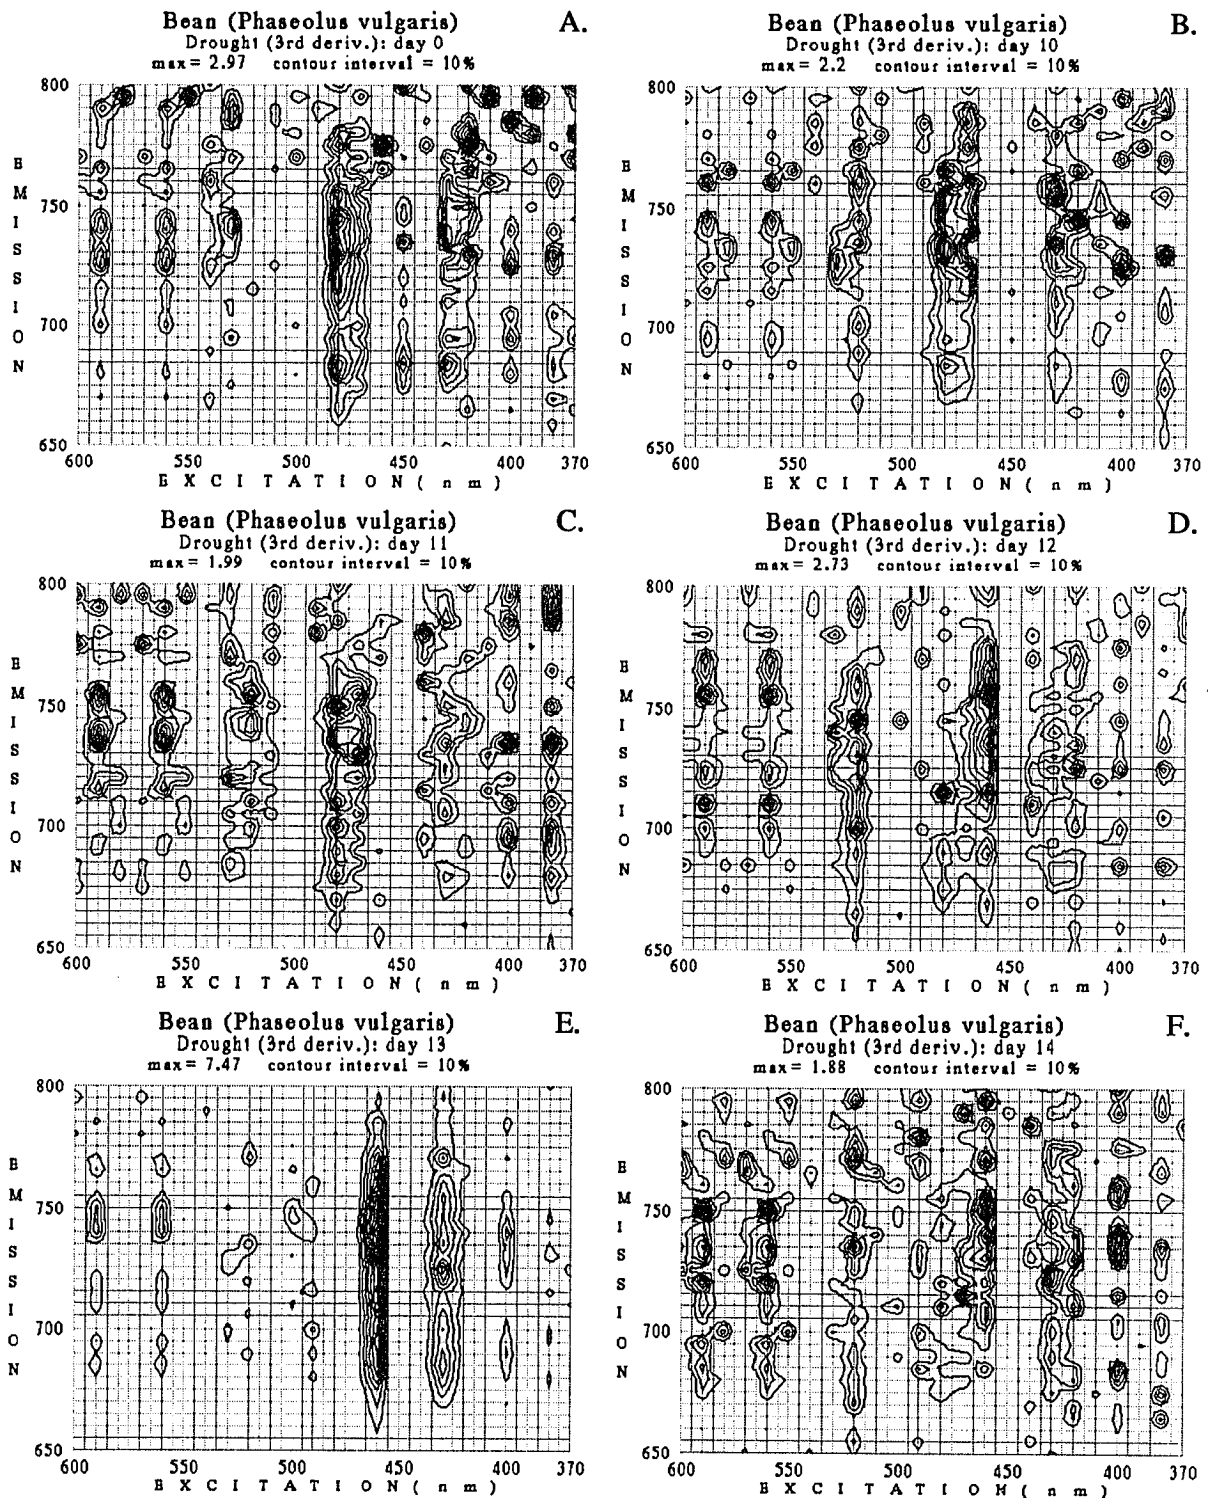 Bean (Phaseolus vulgaris) A.
Drought (3rd deriv.): day 0
max = 2.97 contour interval = 10%
800
750
700
650
EMISSION
600 550 500 450 400 370
EXCITATION(nm)
Bean (Phaseolus vulgaris) B.
Drought (3rd deriv.): day 10
max = 2.2 contour interval = 10%
800
750
700
650
EMISSION
600 550 500 450 400 370
EXCITATION(nm)
Bean (Phaseolus vulgaris) C.
Drought (3rd deriv.): day 11
max = 1.99 contour interval = 10%
800
750
700
650
EMISSION
600 550 500 450 400 370
EXCITATION(nm)
Bean (Phaseolus vulgaris) D.
Drought (3rd deriv.): day 12
max = 2.73 contour interval = 10%
800
750
700
650
EMISSION
600 550 500 450 400 370
EXCITATION(nm)
Bean (Phaseolus vulgaris) E.
Drought (3rd deriv.): day 13
max = 7.47 contour interval = 10%
800
750
700
650
EMISSION
600 550 500 450 400 370
EXCITATION(nm)
Bean (Phaseolus vulgaris) F.
Drought (3rd deriv.): day 14
max = 1.88 contour interval = 10%
800
750
700
650
EMISSION
600 550 500 450 400 370
EXCITATION(nm)